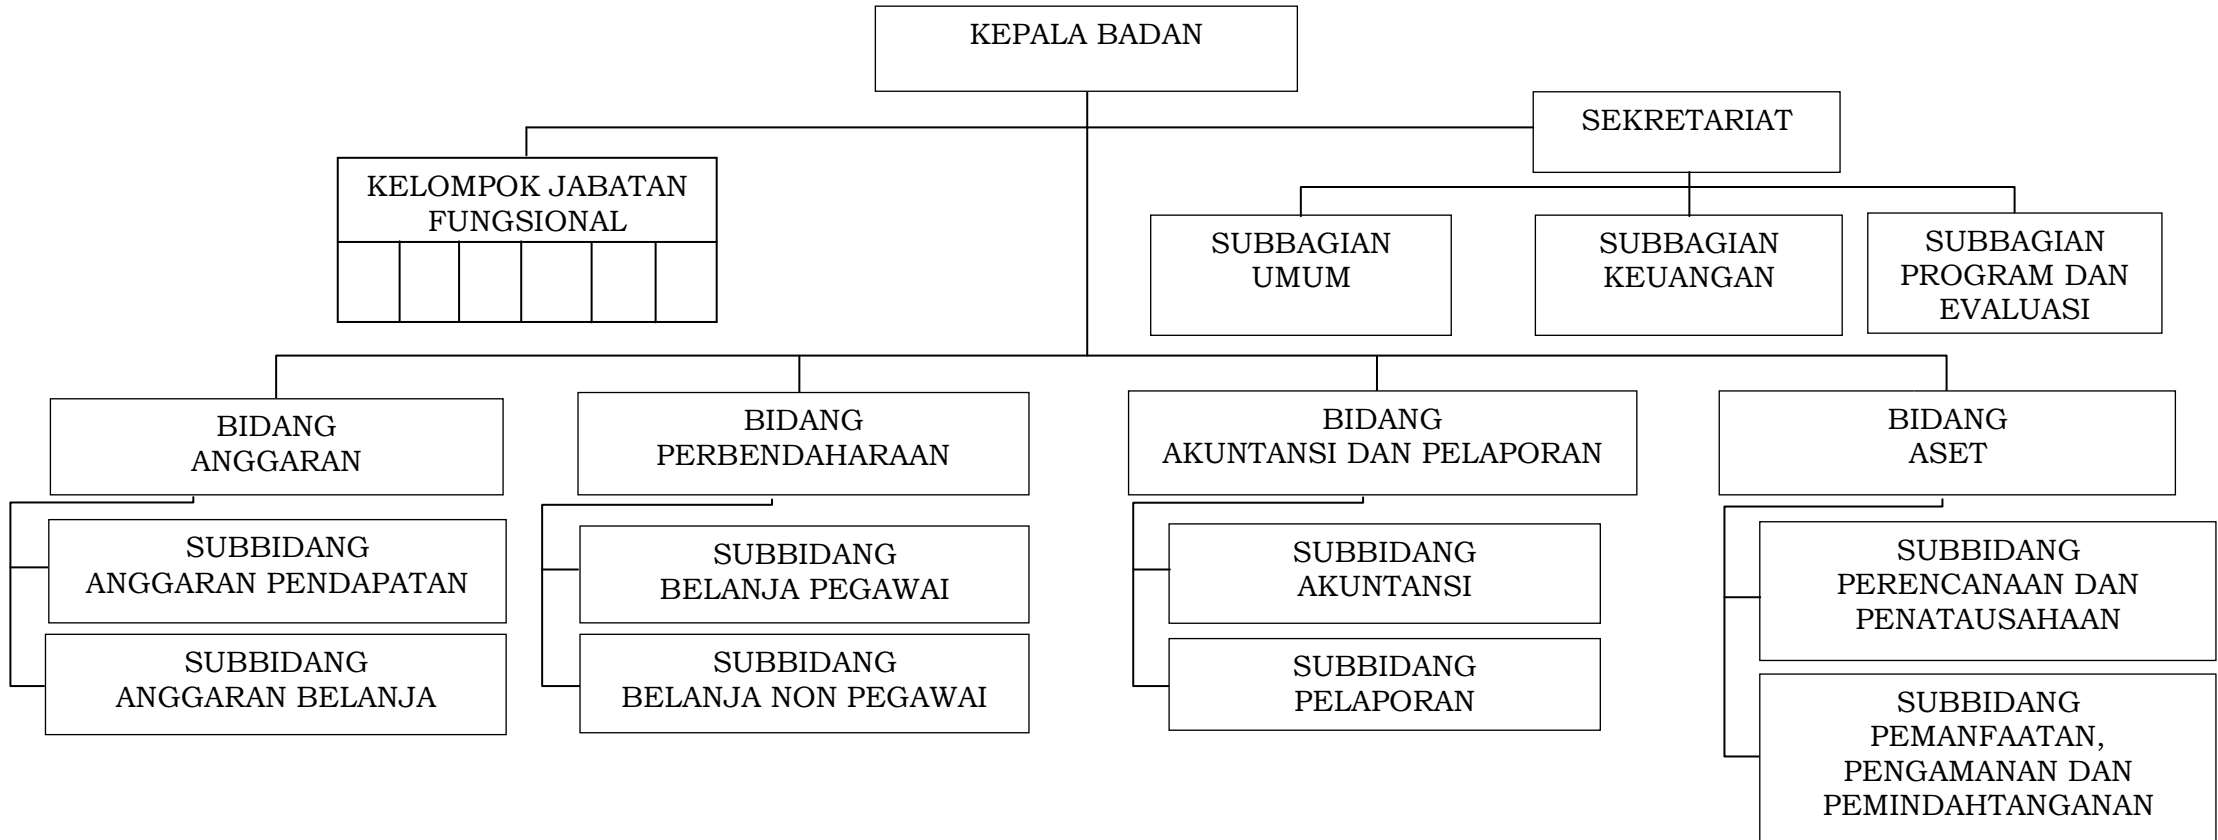 KEPALA BADAN
SEKRETARIAT
KELOMPOK JABATAN
FUNGSIONAL
SUBBAGIAN
UMUM
SUBBAGIAN
KEUANGAN
SUBBAGIAN
PROGRAM DAN
EVALUASI
BIDANG
ANGGARAN
BIDANG
PERBENDAHARAAN
BIDANG
AKUNTANSI DAN PELAPORAN
BIDANG
ASET
SUBBIDANG
ANGGARAN PENDAPATAN
SUBBIDANG
BELANJA PEGAWAI
SUBBIDANG
AKUNTANSI
SUBBIDANG
PERENCANAAN DAN
PENATAUSAHAAN
SUBBIDANG
ANGGARAN BELANJA
SUBBIDANG
BELANJA NON PEGAWAI
SUBBIDANG
PELAPORAN
SUBBIDANG
PEMANFAATAN,
PENGAMANAN DAN
PEMINDAHTANGANAN